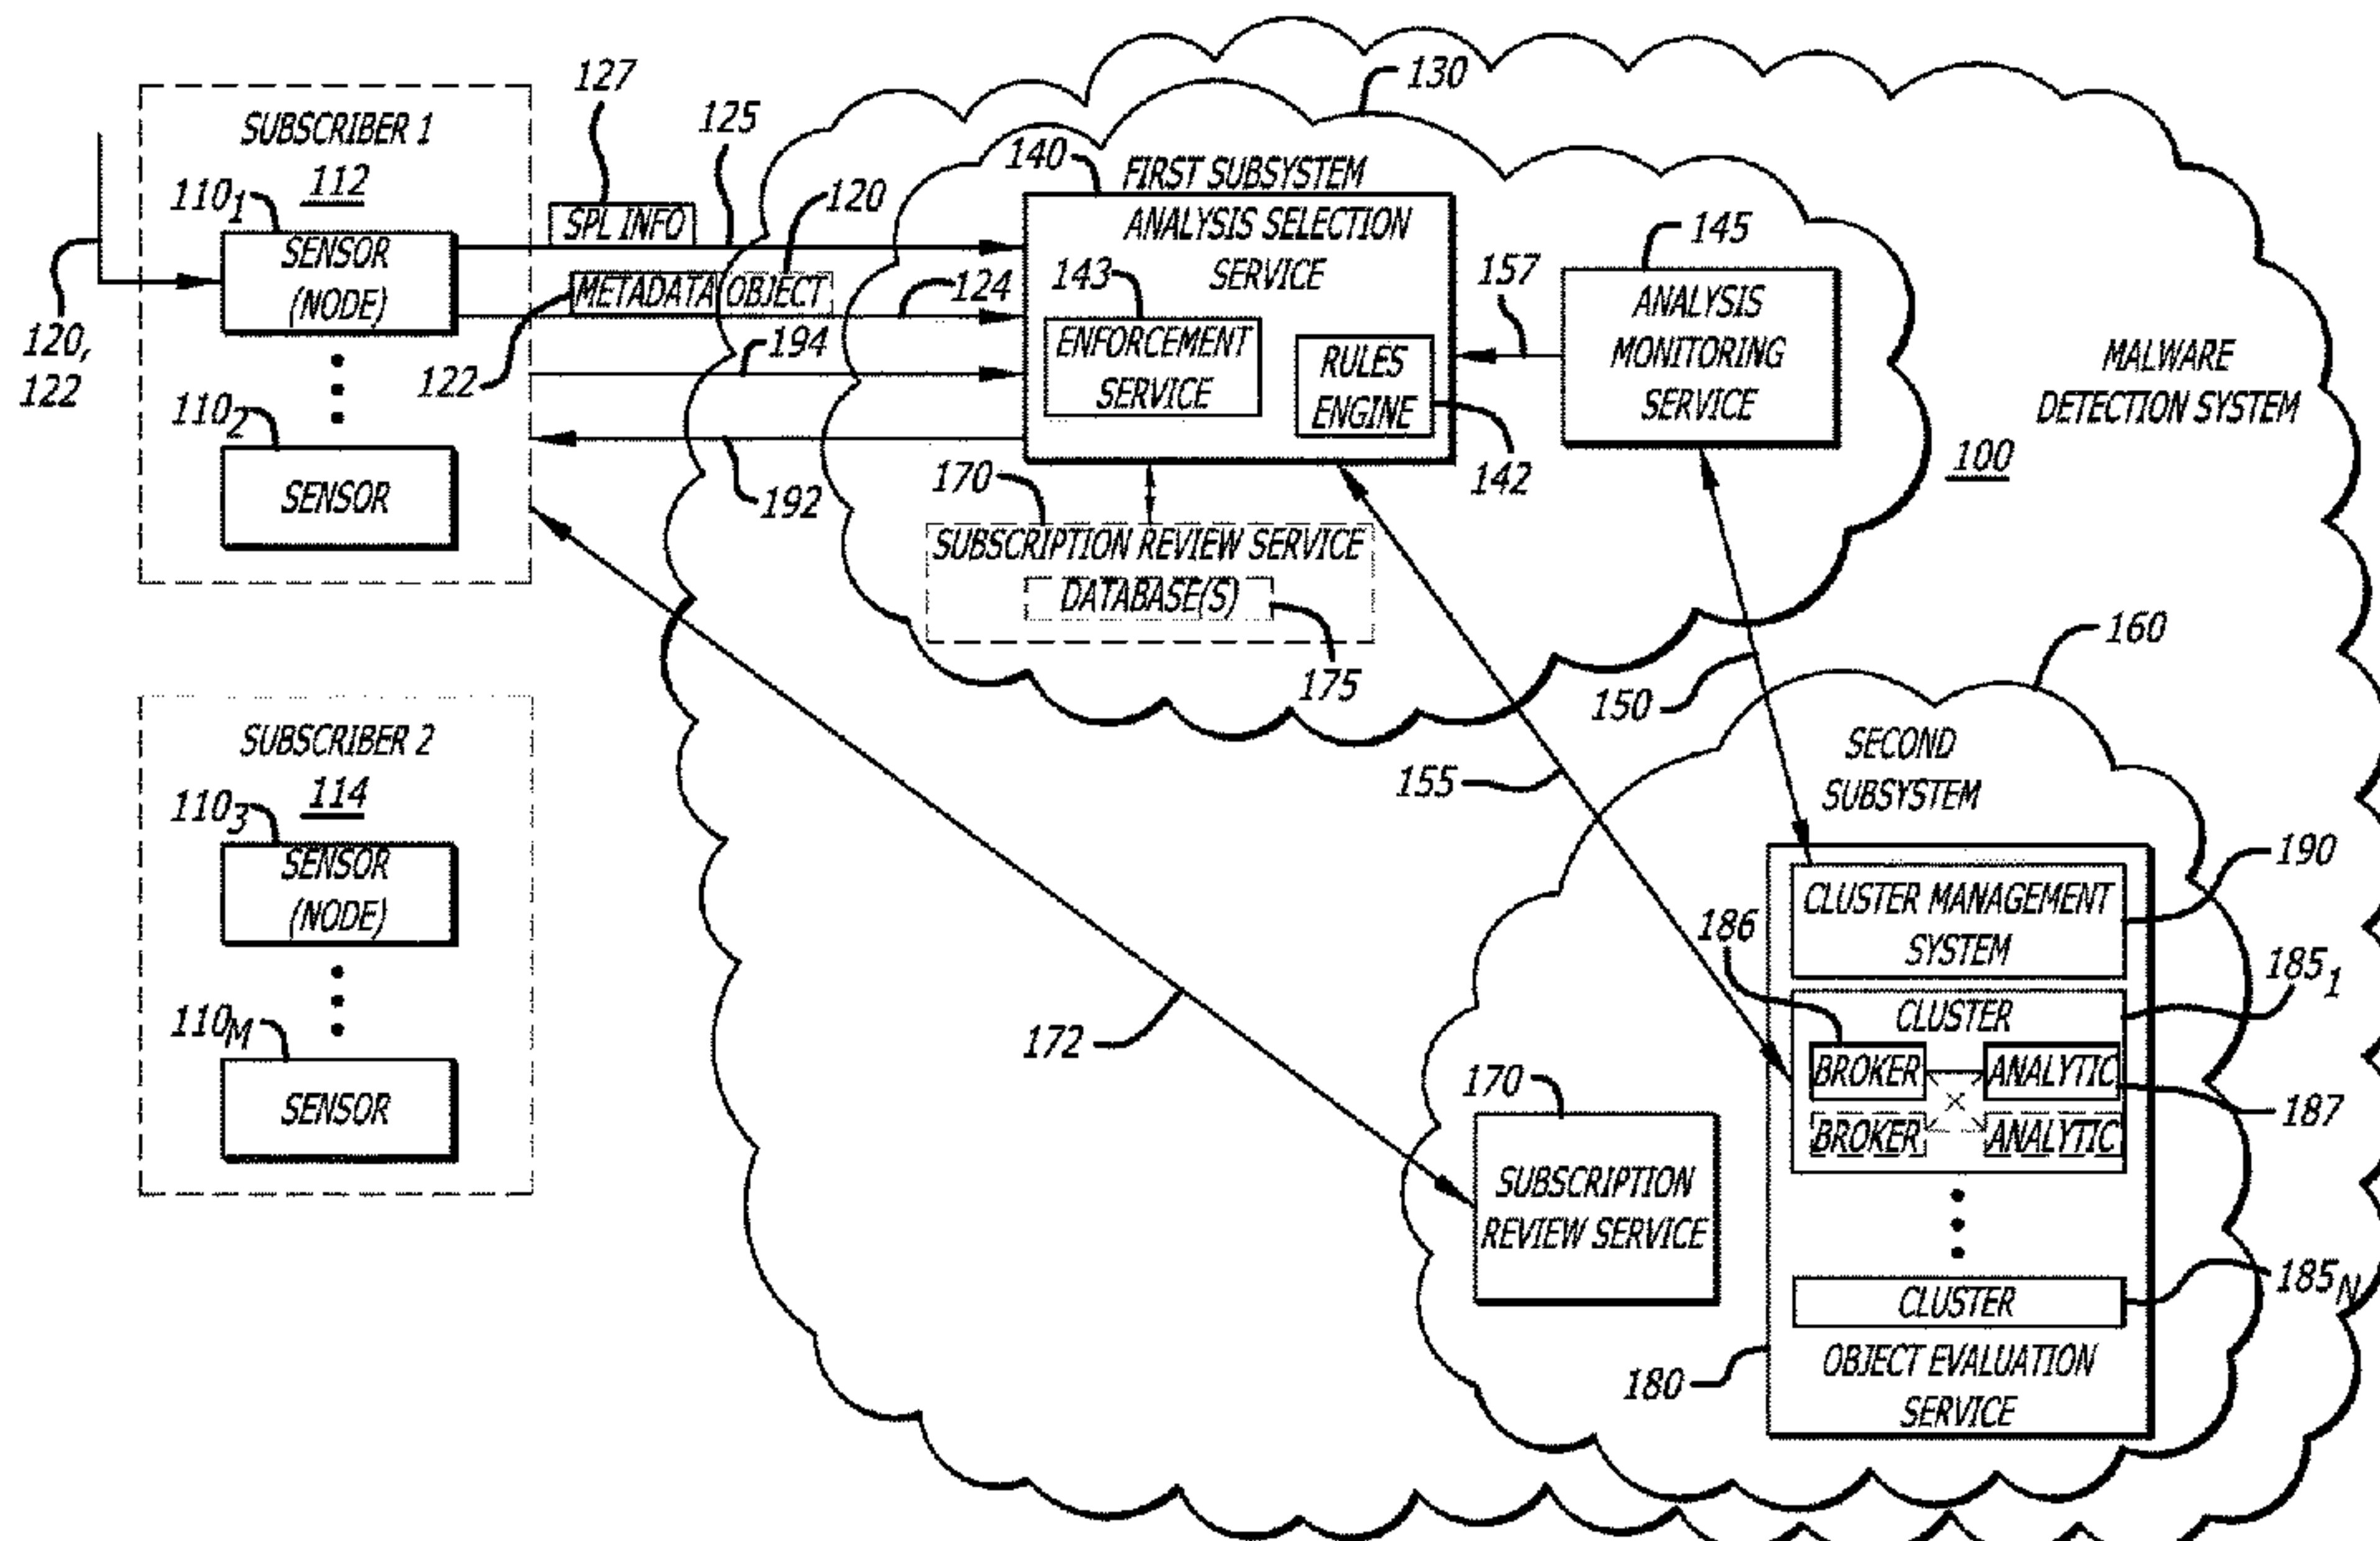 127
125
130
SUBSCRIBER 1
112
140
FIRST SUBSYSTEM
110₁
SPL INFO
120
ANALYSIS SELECTION
SERVICE
145
SENSOR
(NODE)
METADATA
OBJECT
124
143
157
ANALYSIS
MONITORING
SERVICE
120,
122
194
122
ENFORCEMENT
SERVICE
RULES
ENGINE
MALWARE
DETECTION SYSTEM
100
110₂
SENSOR
192
170
142
SUBSCRIPTION REVIEW SERVICE
DATABASE(S)
175
160
150
SUBSCRIBER 2
114
SECOND
SUBSYSTEM
155
110₃
SENSOR
(NODE)
190
CLUSTER MANAGEMENT
SYSTEM
186
185₁
110M
SENSOR
172
CLUSTER
BROKER
ANALYTIC
187
BROKER
ANALYTIC
170
SUBSCRIPTION
REVIEW SERVICE
185N
CLUSTER
180
OBJECT EVALUATION
SERVICE